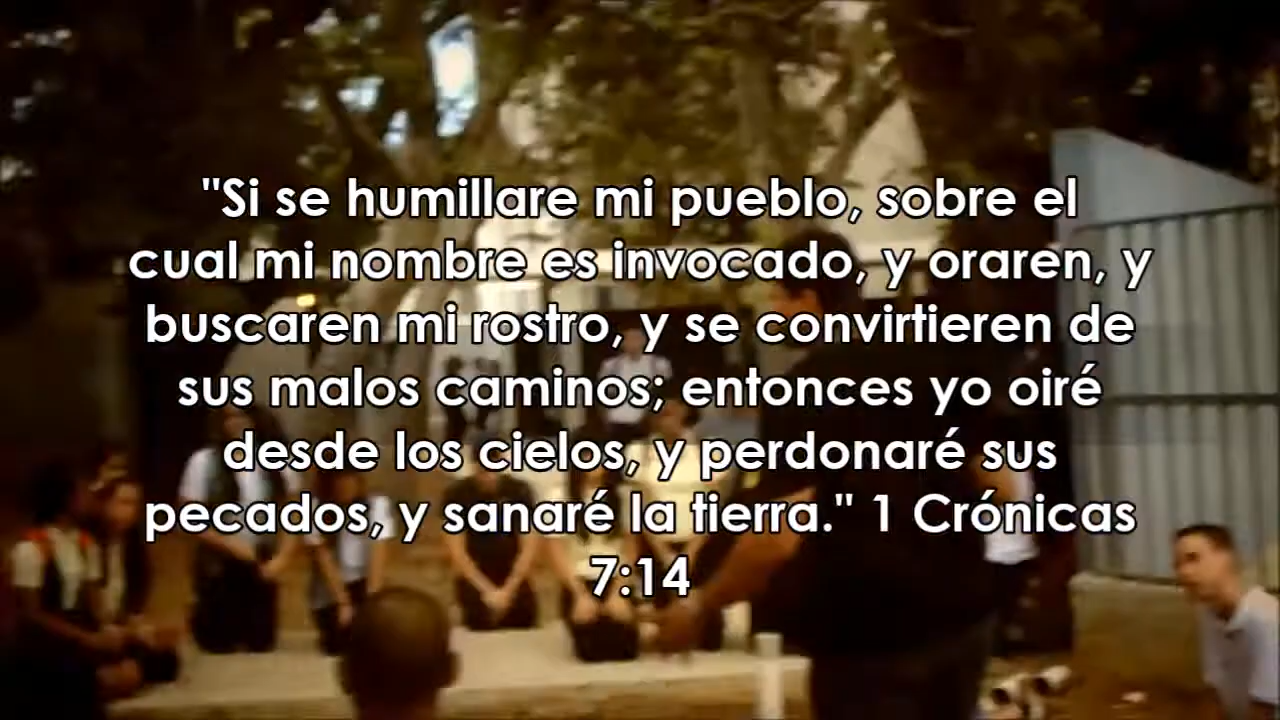 "Si se humillare mi pueblo, sobre el
cual mi nombre es invocado, y oraren, y
buscaren mi rostro, y se convirtieren de
sus malos caminos; entonces yo oiré
desde los cielos, y perdonaré sus
pecados, y sanaré la tierra." 1 Crónicas
7:14